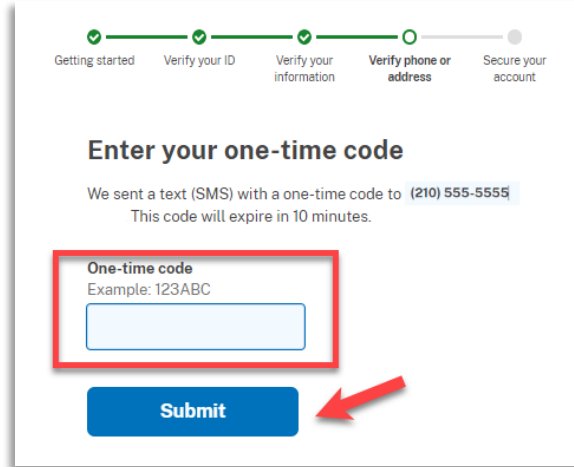 Getting started
Verify your ID
Verify your
information
Verify phone or
address
Secure your
account
Enter your one-time code
We sent a text (SMS) with a one-time code to (210) 555-5555
This code will expire in 10 minutes.
One-time code
Example: 123ABC
Submit